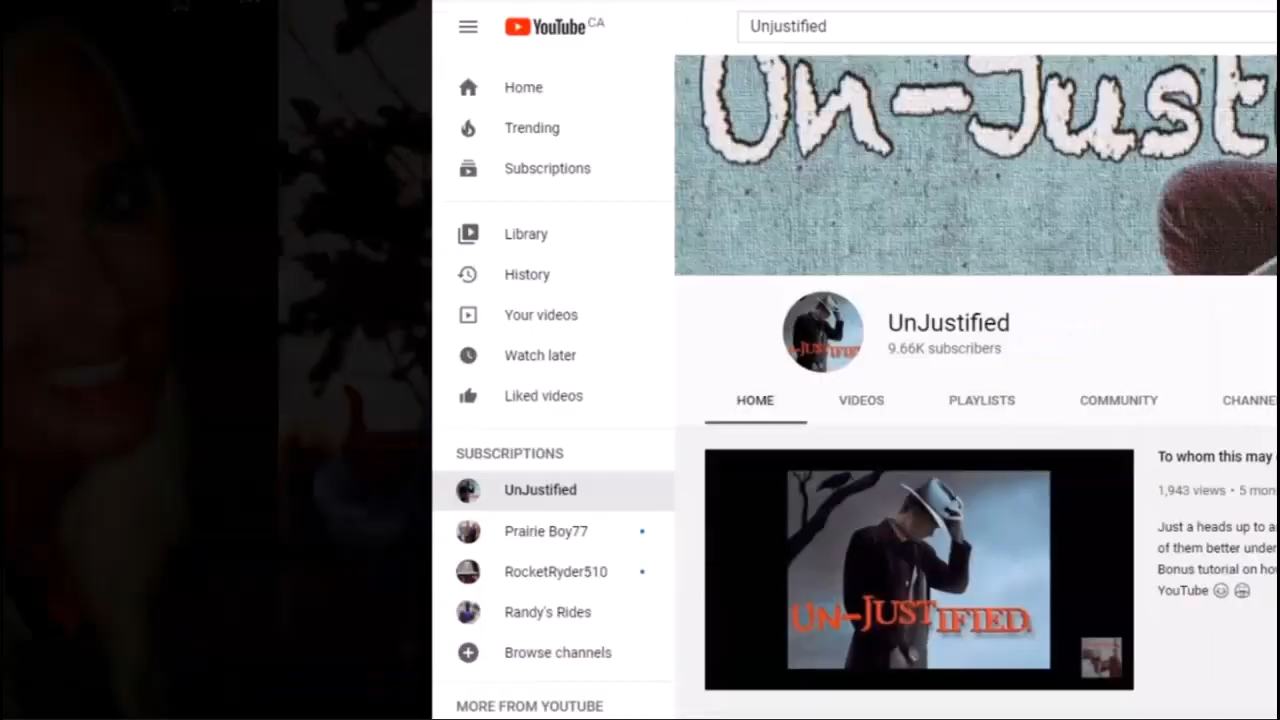 YouTube CA
Unjustified
Home
Trending
Subscriptions
Library
History
Your videos
Watch later
Liked videos
SUBSCRIPTIONS
UnJustified
Prairie Boy77
RocketRyder510
Randy's Rides
Browse channels
MORE FROM YOUTUBE
Un-Just
UnJustified
9.66K subscribers
HOME VIDEOS PLAYLISTS COMMUNITY CHANNE
UN-JUSTIFIED
To whom this may
1,943 views • 5 mon
Just a heads up to a
of them better under
Bonus tutorial on ho
YouTube